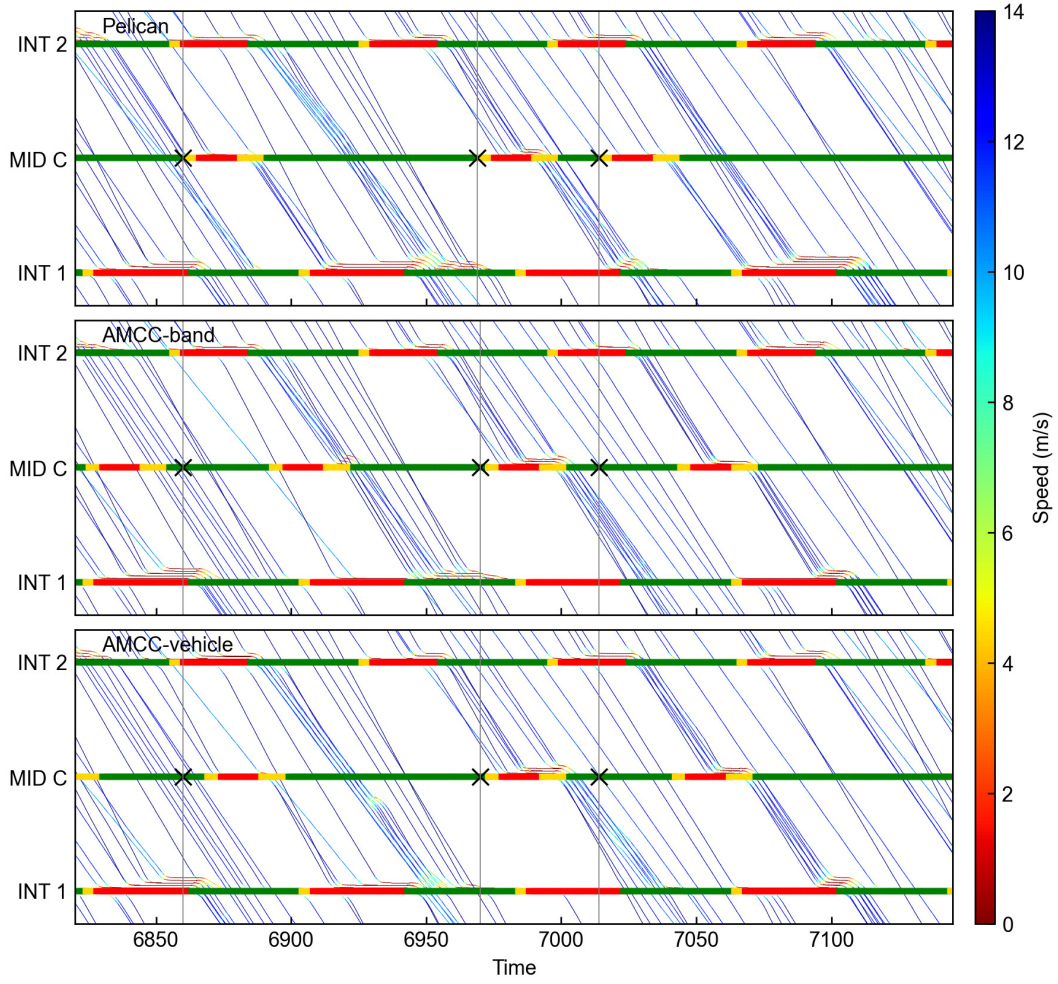 Pelican
INT 2
MID C
INT 1
AMCC-band
INT 2
MID C
INT 1
AMCC-vehicle
INT 2
MID C
INT 1
6850 6900 6950 7000 7050 7100
Time
14
12
10
8
6
4
2
0
Speed (m/s)